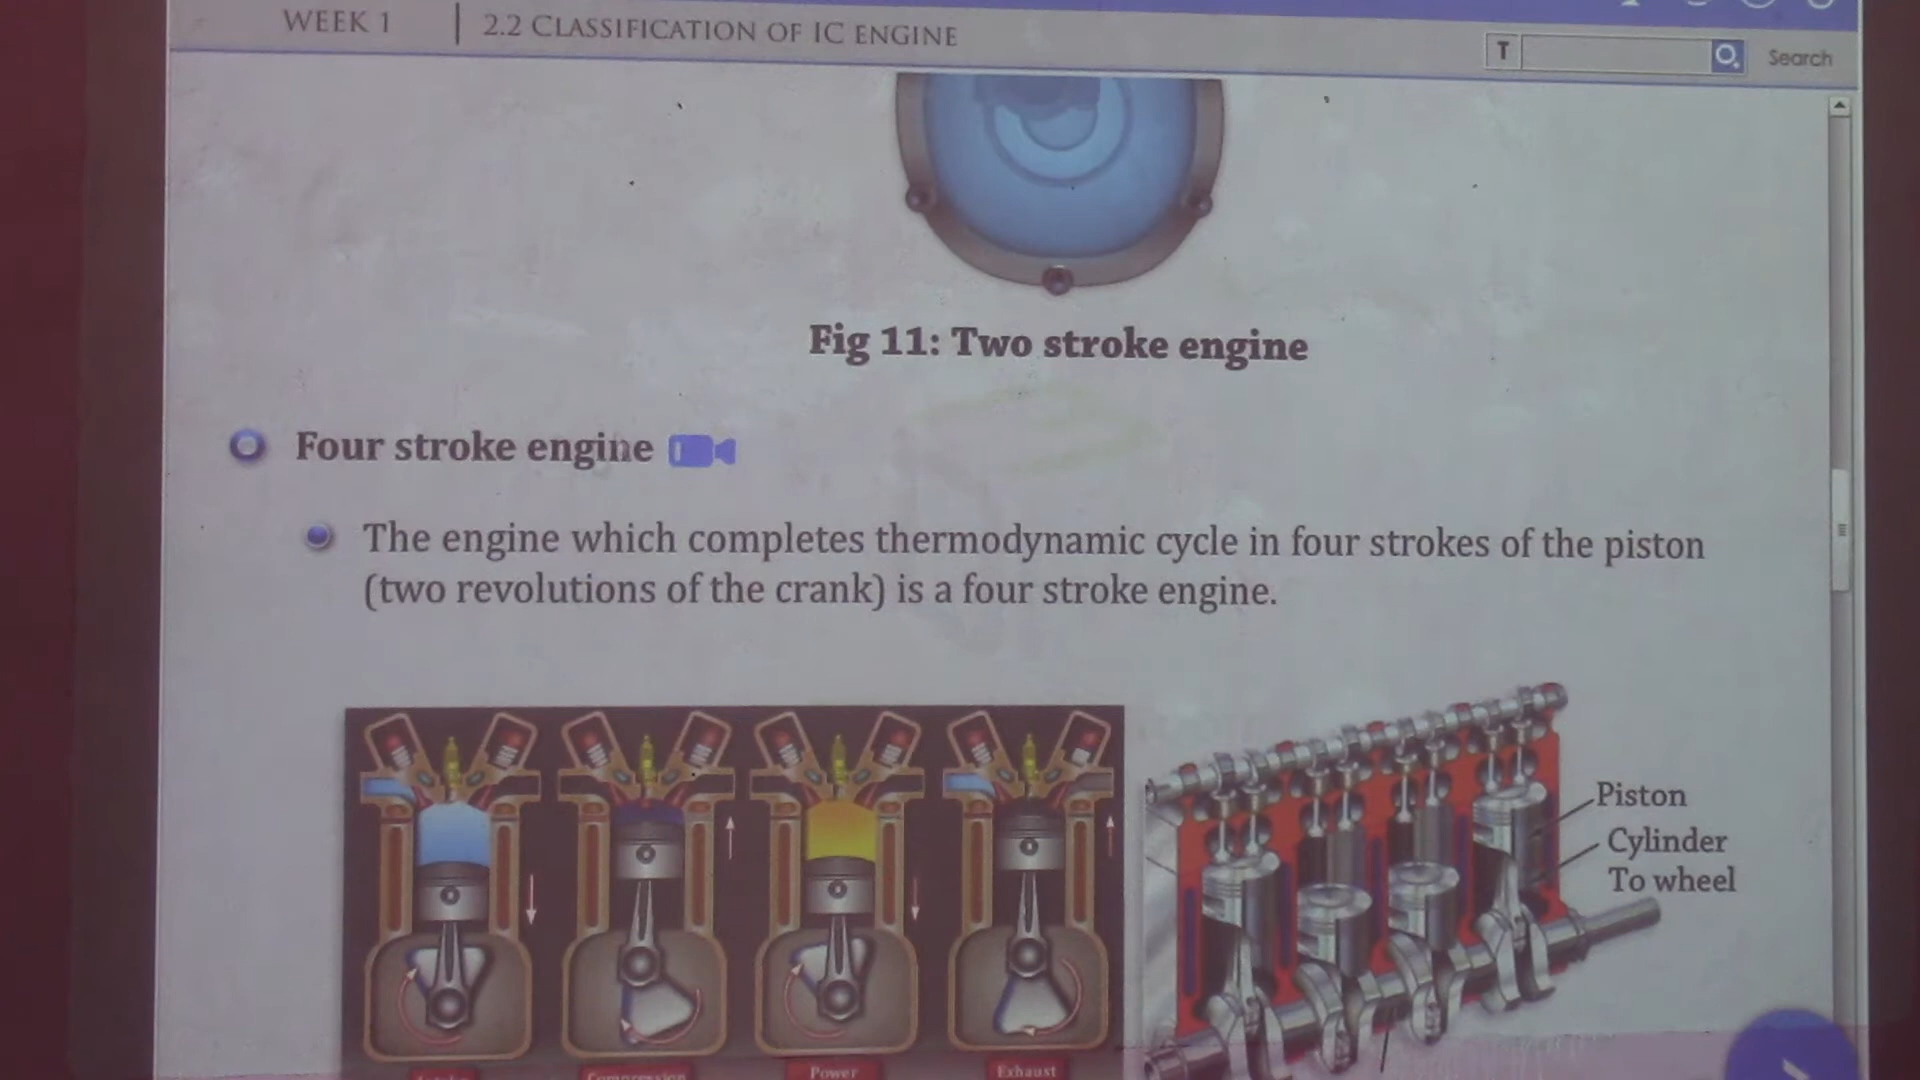 WEEK 1 | 2.2 CLASSIFICATION OF IC ENGINE
T
Search
Fig 11: Two stroke engine
Four stroke engine
The engine which completes thermodynamic cycle in four strokes of the piston
(two revolutions of the crank) is a four stroke engine.
Piston
Cylinder
To wheel
Compression
Power
Exhaust